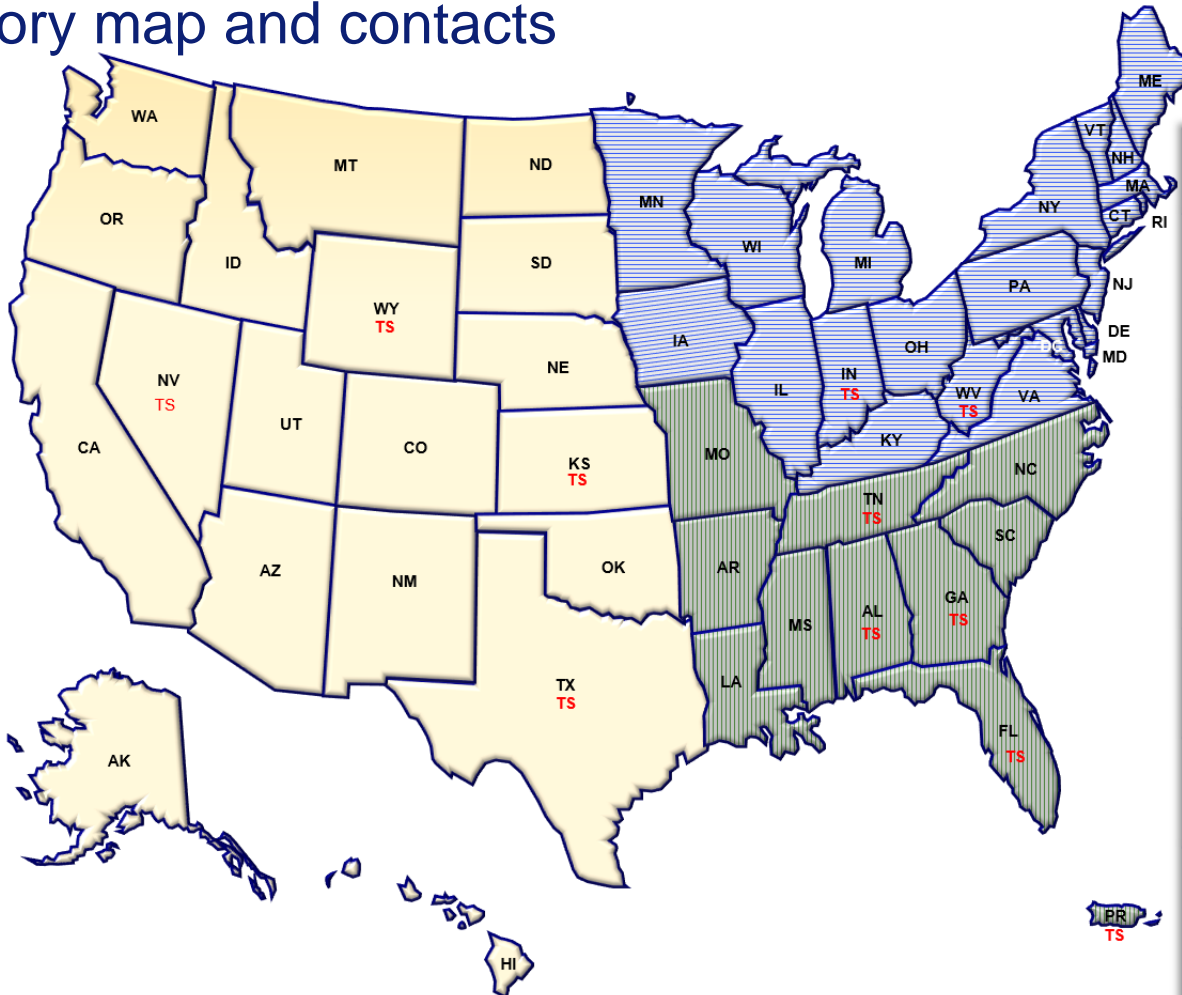 ory map and contacts
ME
WA
VT
ND
MT
NH
MA
MN
NY
OR
CT
RI
WI
ID
SD
MI
PA
NJ
WY
TS
DE
IA
OH
DC
MD
NE
IN
TS
NV
TS
IL
WV
TS
VA
UT
KY
CA
CO
MO
KS
TS
NC
TN
TS
SC
AZ
OK
AR
NM
GA
TS
AL
TS
MS
LA
TX
TS
FL
TS
AK
PR
TS
HI